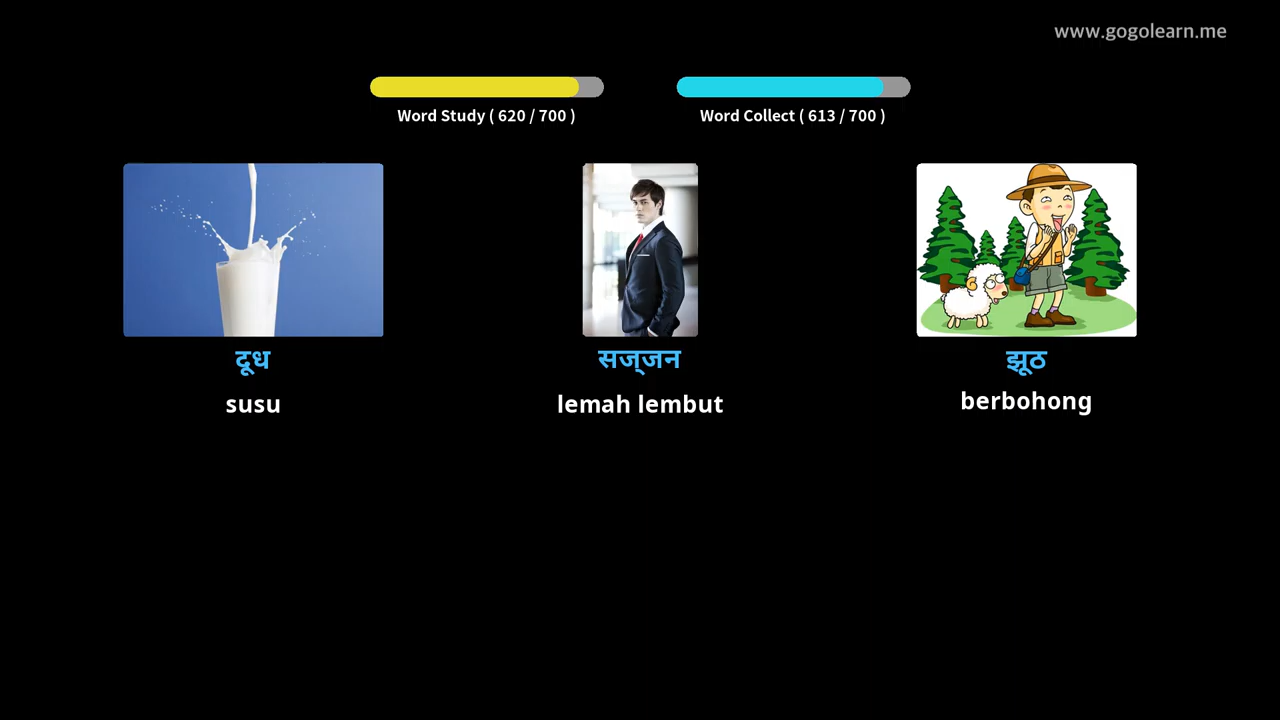 www.gogolearn.me
Word Study ( 620 / 700 )
Word Collect ( 613 / 700 )
दूध
सज्जन
झूठ
susu
lemah lembut
berbohong